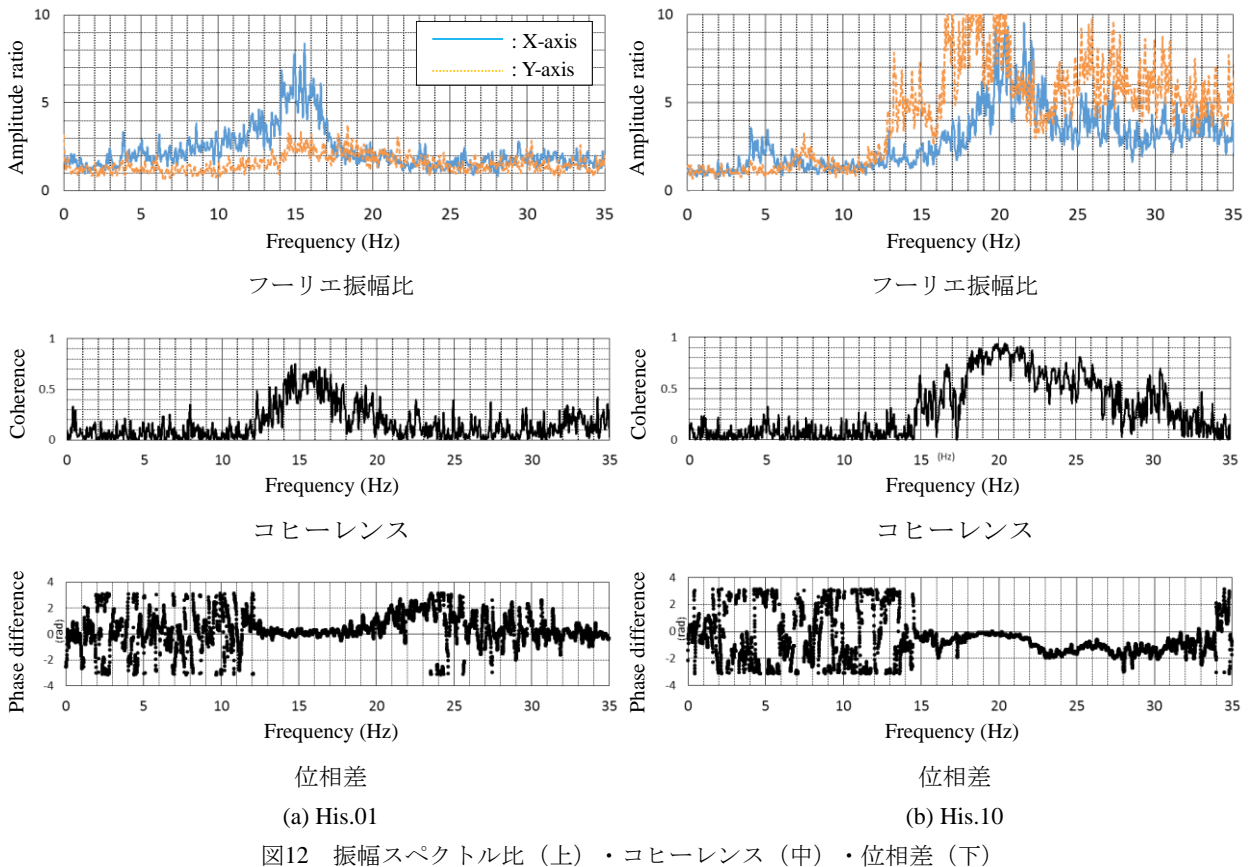 10
5
0
Amplitude ratio
: X-axis
: Y-axis
0 5 10 15 20 25 30 35
Frequency (Hz)
フーリエ振幅比
10
5
0
Amplitude ratio
0 5 10 15 20 25 30 35
Frequency (Hz)
フーリエ振幅比
1
0.5
0
Coherence
0 5 10 15 20 25 30 35
Frequency (Hz)
コヒーレンス
1
0.5
0
Coherence
0 5 10 15 (Hz) 20 25 30 35
Frequency (Hz)
コヒーレンス
4
2
0
-2
-4
Phase difference
(rad)
0 5 10 15 20 25 30 35
Frequency (Hz)
位相差
(a) His.01
4
2
0
-2
-4
Phase difference
(rad)
0 5 10 15 20 25 30 35
Frequency (Hz)
位相差
(b) His.10
図12 振幅スペクトル比（上）・コヒーレンス（中）・位相差（下）